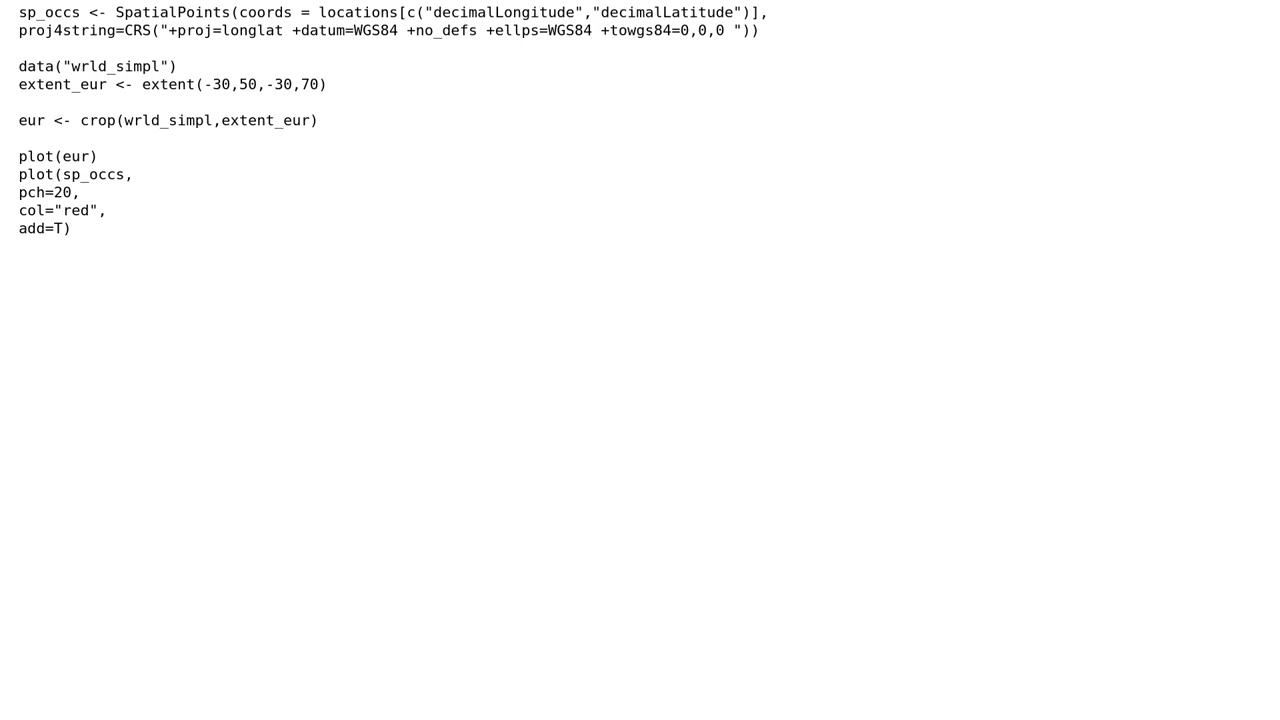 sp_occs <- SpatialPoints(coords = locations[c("decimalLongitude","decimalLatitude")],
proj4string=CRS("+proj=longlat +datum=WGS84 +no_defs +ellps=WGS84 +towgs84=0,0,0 "))
data("wrld_simpl")
extent_eur <- extent(-30,50,-30,70)
eur <- crop(wrld_simpl,extent_eur)
plot(eur)
plot(sp_occs,
pch=20,
col="red",
add=T)